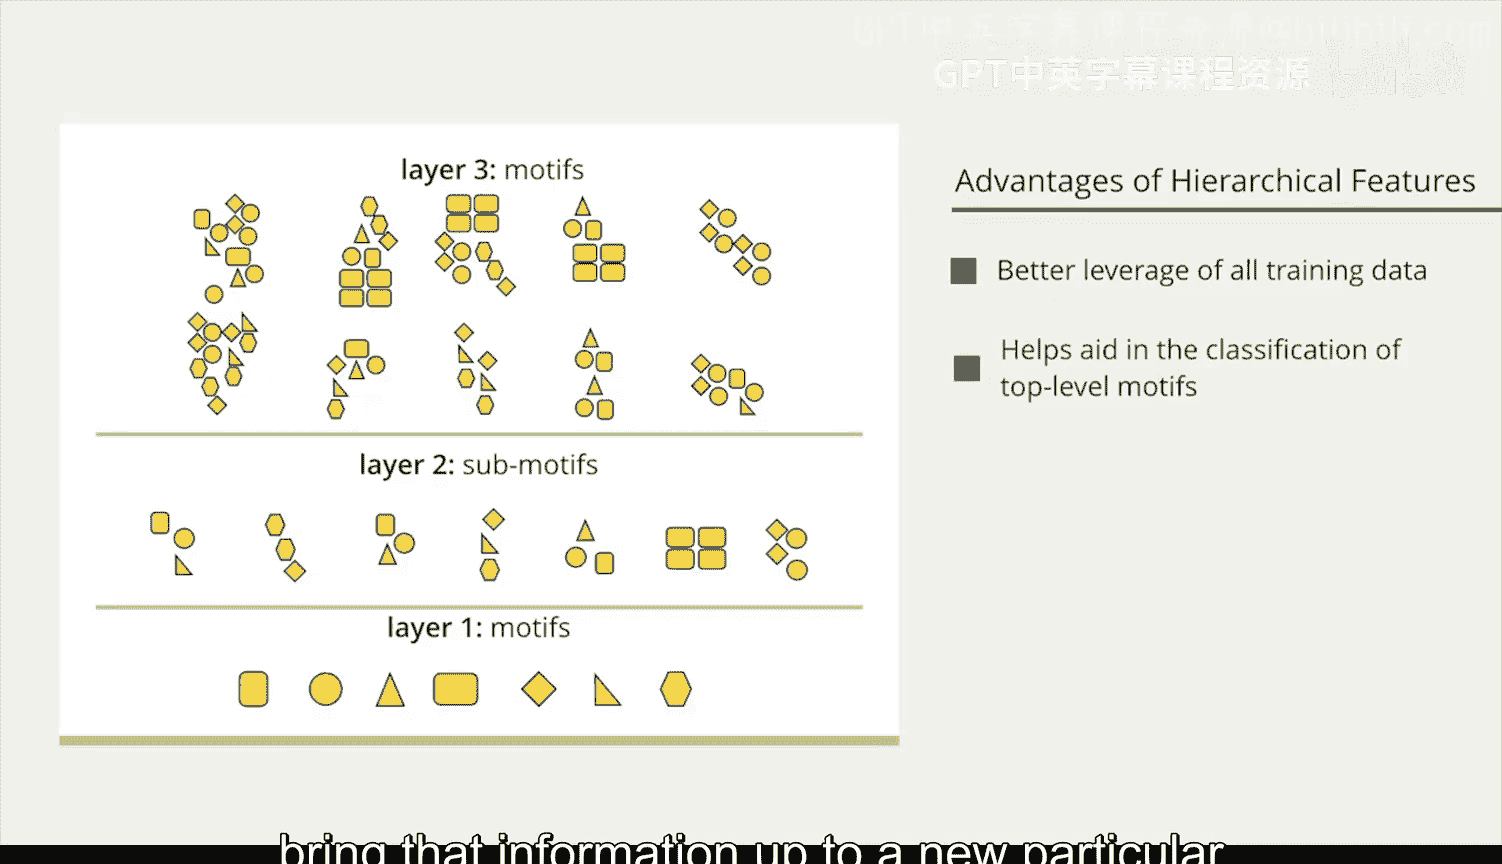 GPT中英字幕课程资源
layer 3: motifs
Advantages of Hierarchical Features
Better leverage of all training data
Helps aid in the classification of
top-level motifs
layer 2: sub-motifs
layer 1: motifs
bring that information up to a new particular